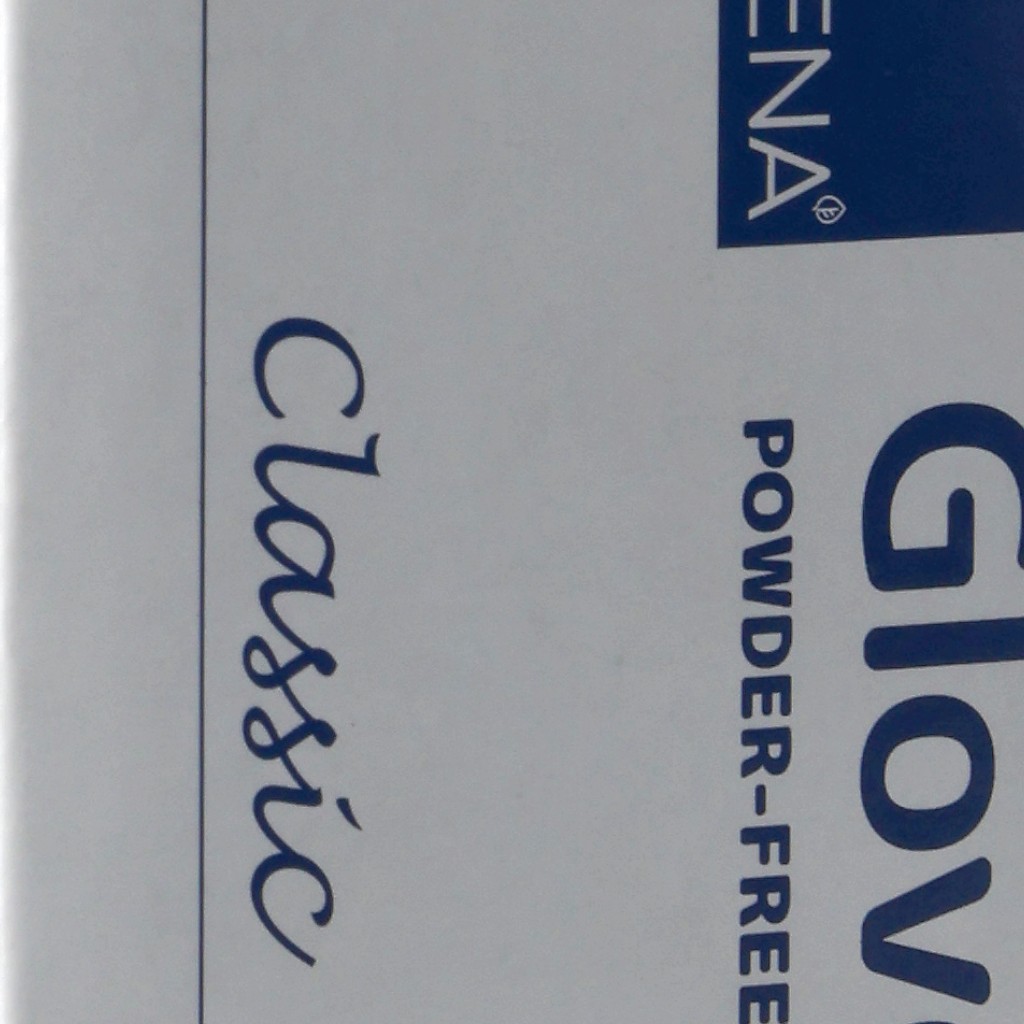 ENA
Glov
POWDER-FREE
Classic